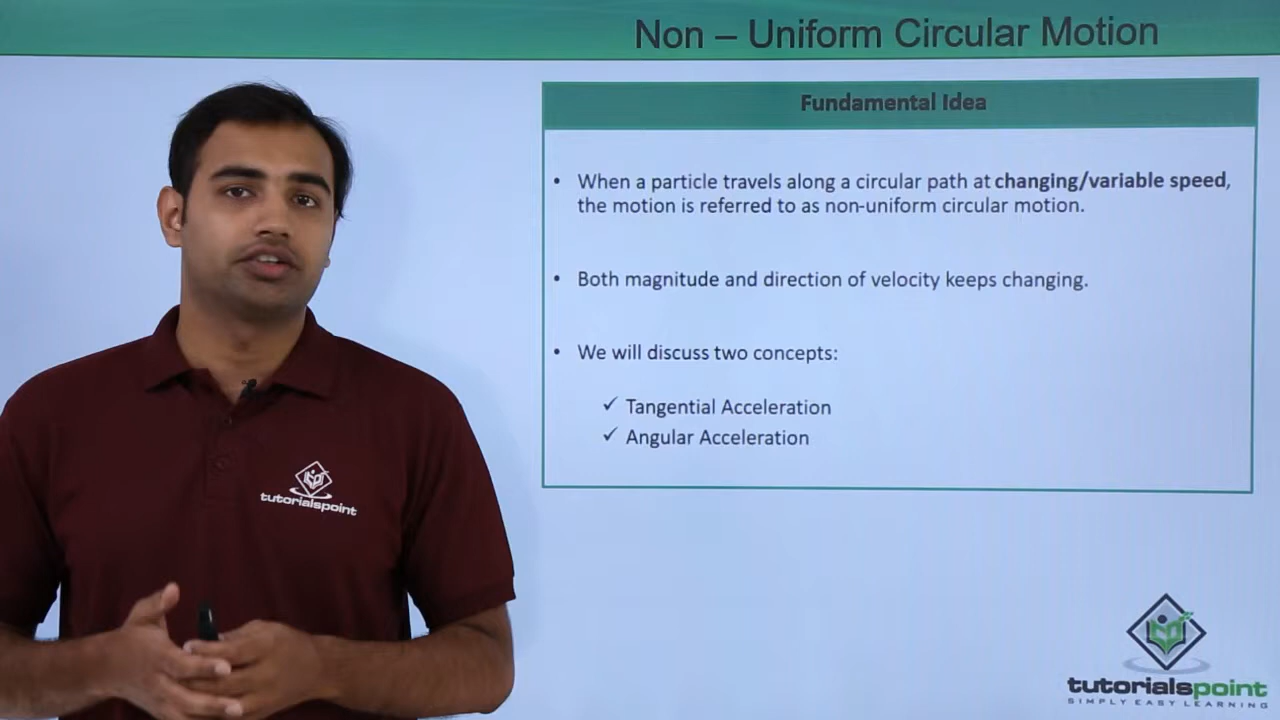 Non – Uniform Circular Motion
Fundamental Idea
• When a particle travels along a circular path at changing/variable speed,
the motion is referred to as non-uniform circular motion.
• Both magnitude and direction of velocity keeps changing.
• We will discuss two concepts:
✓ Tangential Acceleration
✓ Angular Acceleration
tutorialspoint
tutorialspoint
SIMPLY EASY LEARNING